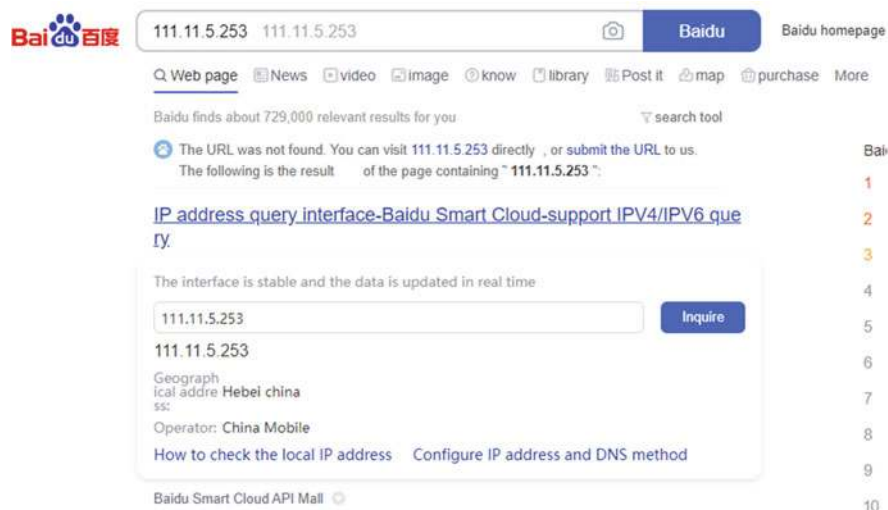 Bai du 百度
111.11.5.253 111.11.5.253
Baidu
Baidu homepage
Web page News video image know library Post it map purchase More
Baidu finds about 729,000 relevant results for you
search tool
The URL was not found. You can visit 111.11.5.253 directly , or submit the URL to us.
The following is the result of the page containing " 111.11.5.253 ":
IP address query interface-Baidu Smart Cloud-support IPV4/IPV6 que
ry
The interface is stable and the data is updated in real time
111.11.5.253
Inquire
111.11.5.253
Geograph
ical addre Hebei china
ss:
Operator: China Mobile
How to check the local IP address Configure IP address and DNS method
Baidu Smart Cloud API Mall
Bai
1
2
3
4
5
6
7
8
9
10